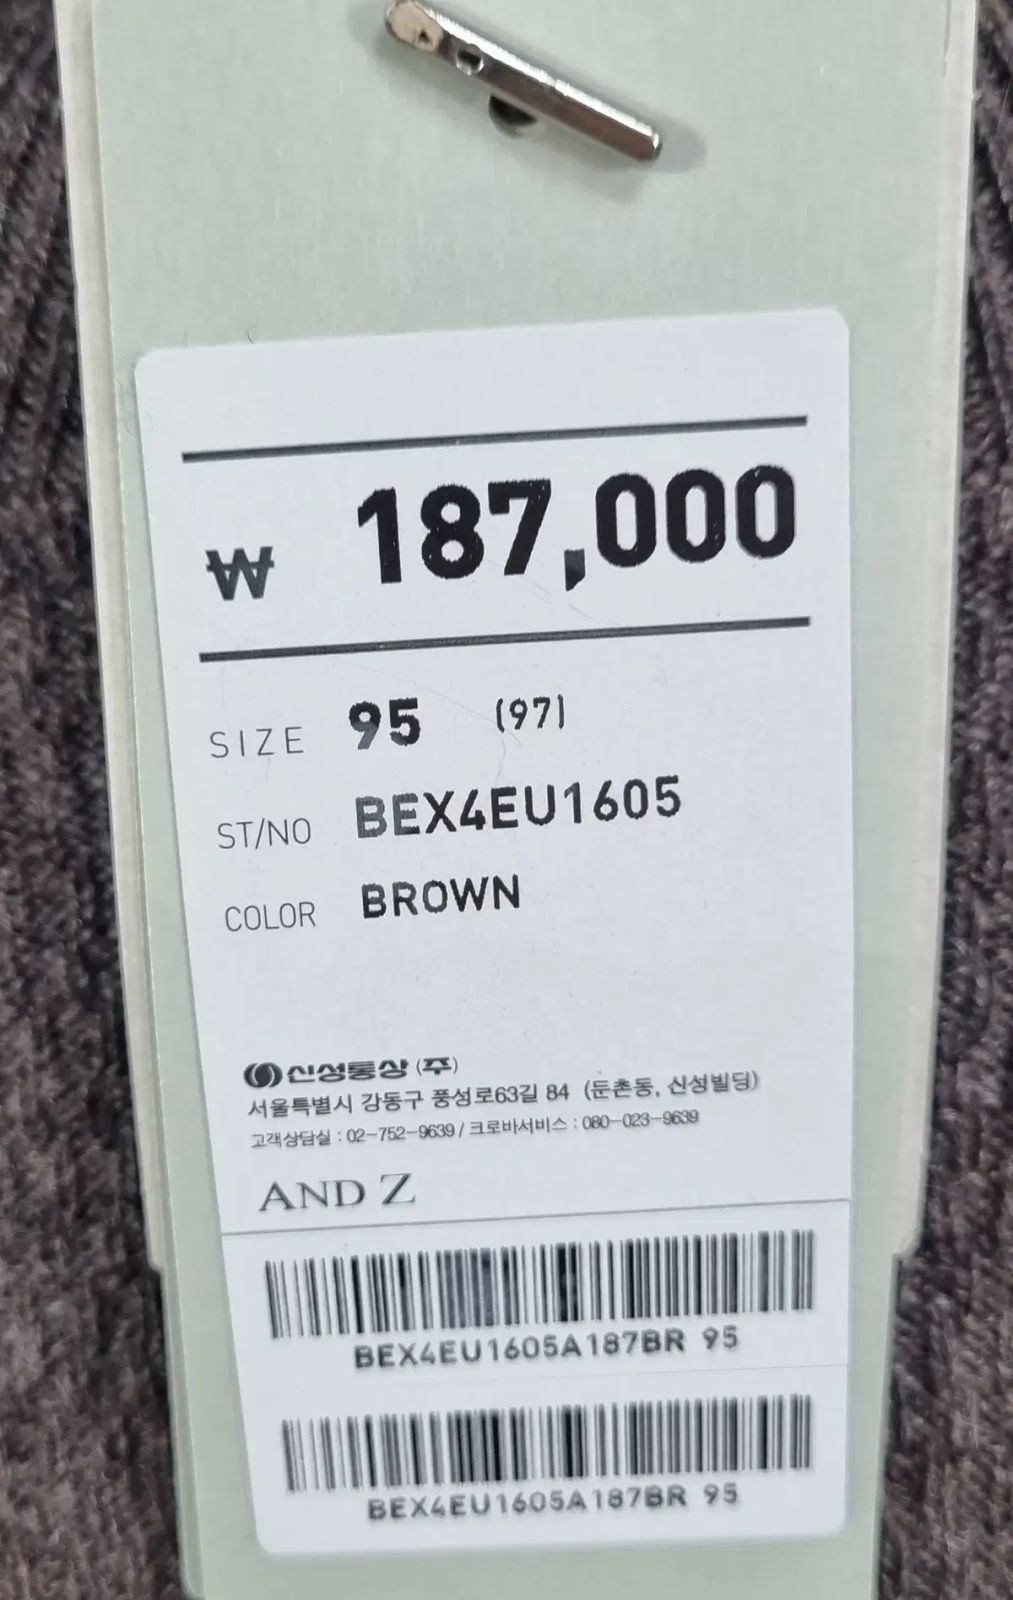 ₩ 187,000
SIZE 95 (97)
ST/NO BEX4EU1605
COLOR BROWN
신성통상(주)
서울특별시 강동구 풍성로63길 84 (둔촌동, 신성빌딩)
고객상담실 : 02-752-9639 / 크로바서비스 : 080-023-9639
AND Z
BEX4EU1605A187BR 95
BEX4EU1605A187BR 95